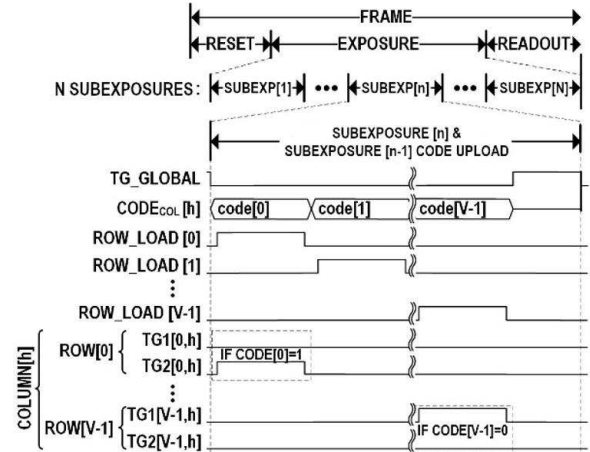 FRAME
RESET EXPOSURE READOUT
N SUBEXPOSURES: SUBEXP[1] ••• SUBEXP[n] ••• SUBEXP[N]
SUBEXPOSURE [n] &
SUBEXPOSURE [n-1] CODE UPLOAD
TG_GLOBAL
CODECOL [h] code[0] code[1] code[V-1]
ROW_LOAD [0]
ROW_LOAD [1]
ROW_LOAD [V-1]
COLUMN[h]
ROW[0]
TG1[0,h]
IF CODE[0]=1
TG2[0,h]
ROW[V-1]
TG1[V-1,h]
IF CODE[V-1]=0
TG2[V-1,h]